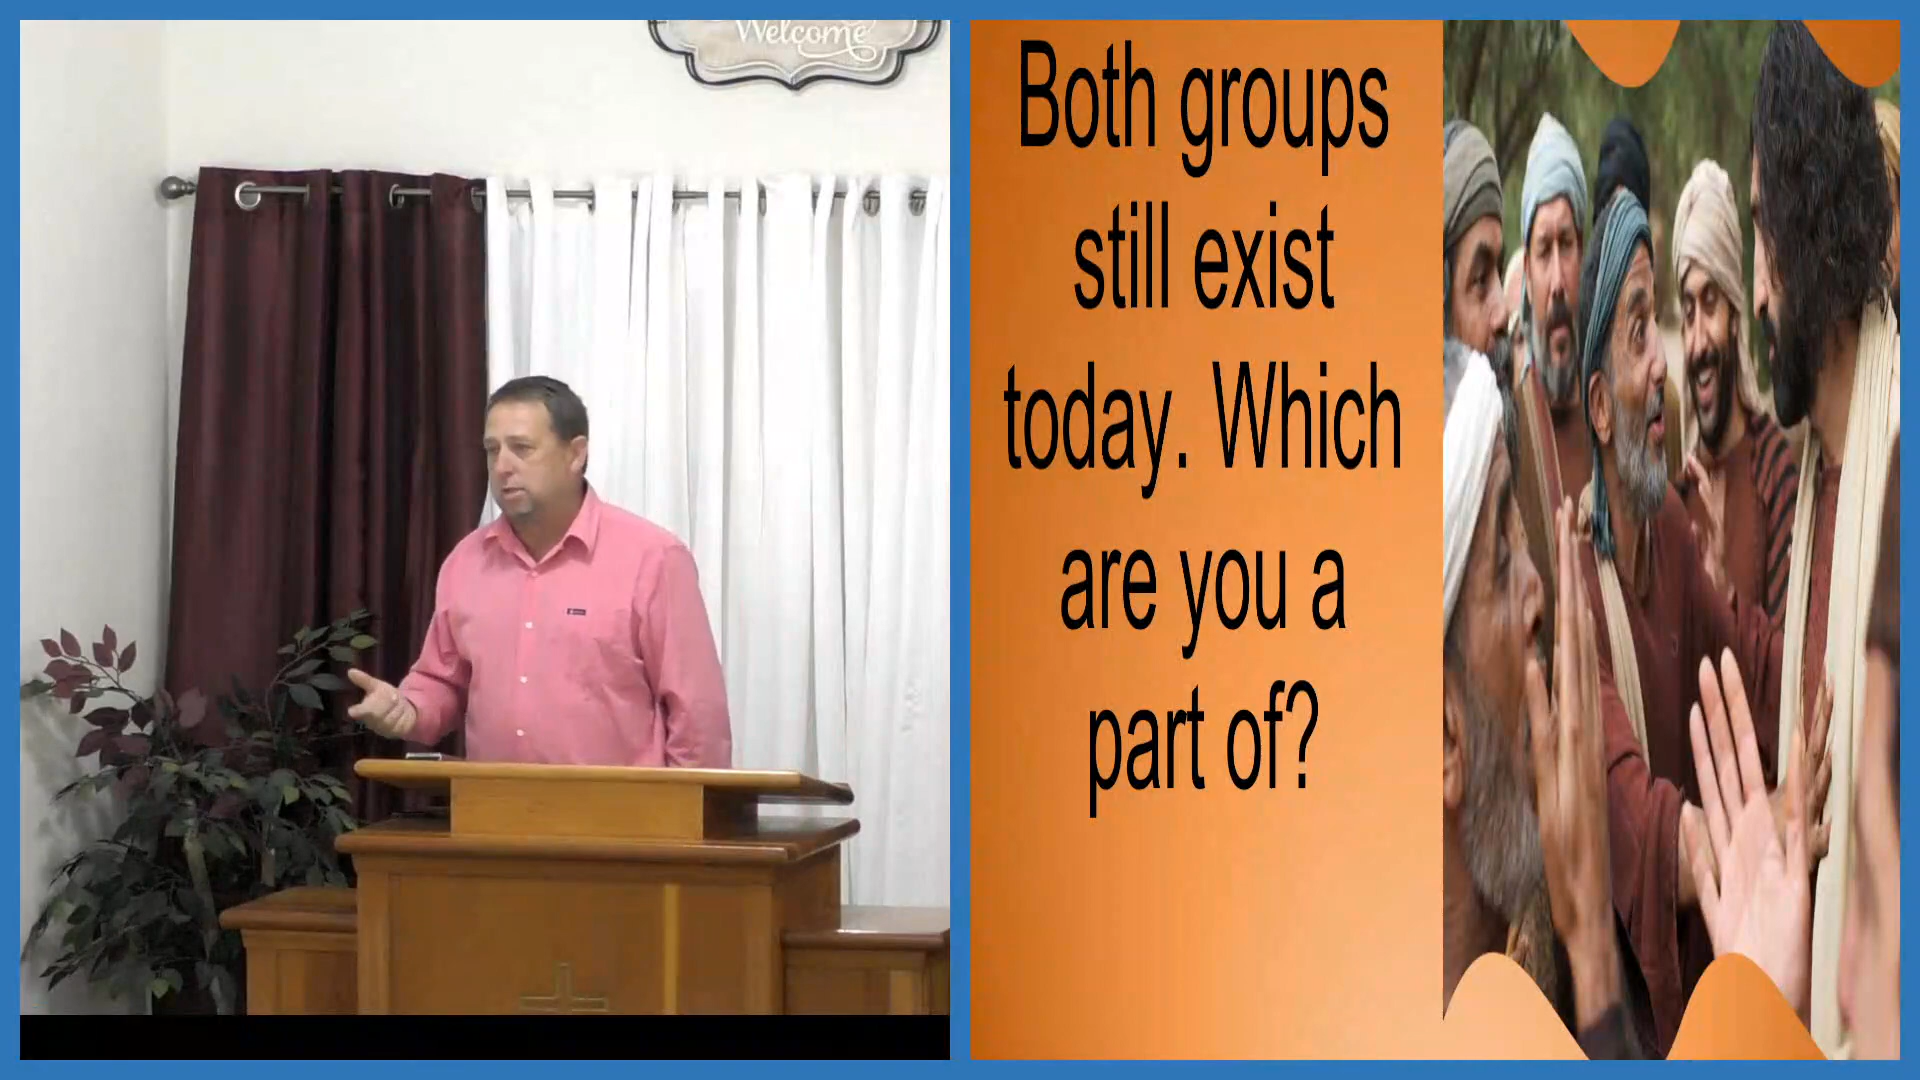 Welcome
Both groups
still exist
today. Which
are you a
part of?